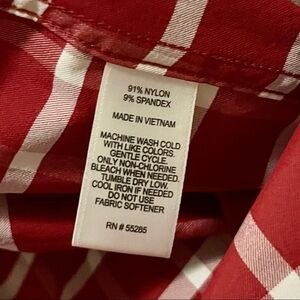 91% NYLON
9% SPANDEX
MADE IN VIETNAM
MACHINE WASH COLD
WITH LIKE COLORS.
GENTLE CYCLE.
ONLY NON-CHLORINE
BLEACH WHEN NEEDED.
TUMBLE DRY LOW.
COOL IRON IF NEEDED
DO NOT USE
FABRIC SOFTENER
RN # 55285